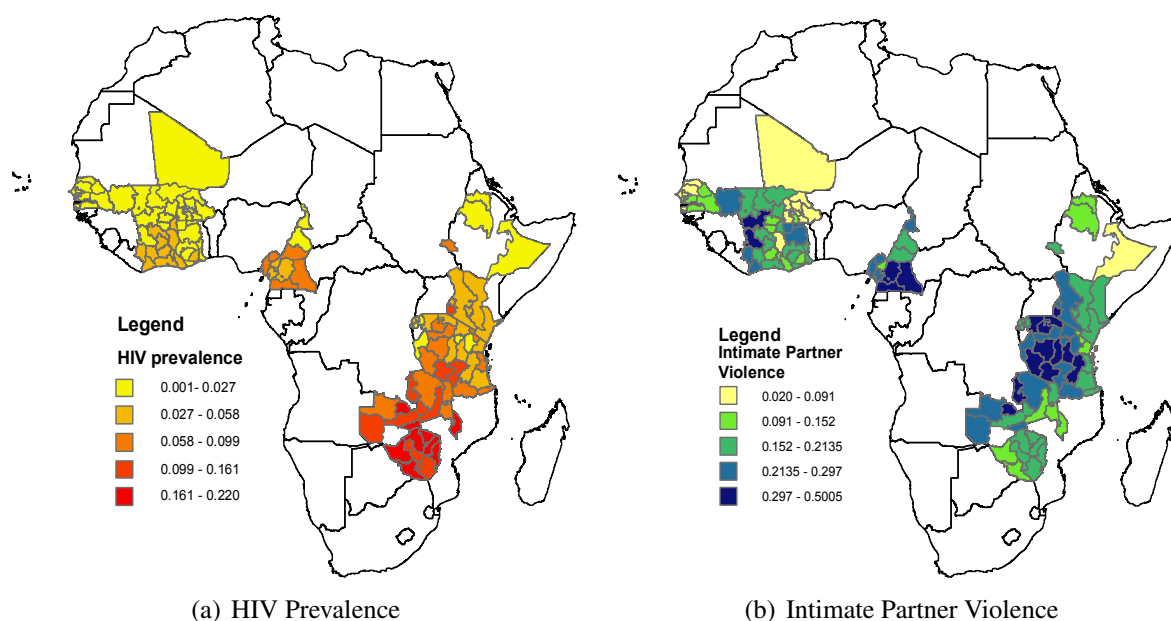 Legend
HIV prevalence
0.001- 0.027
0.027 - 0.058
0.058 - 0.099
0.099 - 0.161
0.161 - 0.220
(a) HIV Prevalence
Legend
Intimate Partner
Violence
0.020 - 0.091
0.091 - 0.152
0.152 - 0.2135
0.2135 - 0.297
0.297 - 0.5005
(b) Intimate Partner Violence